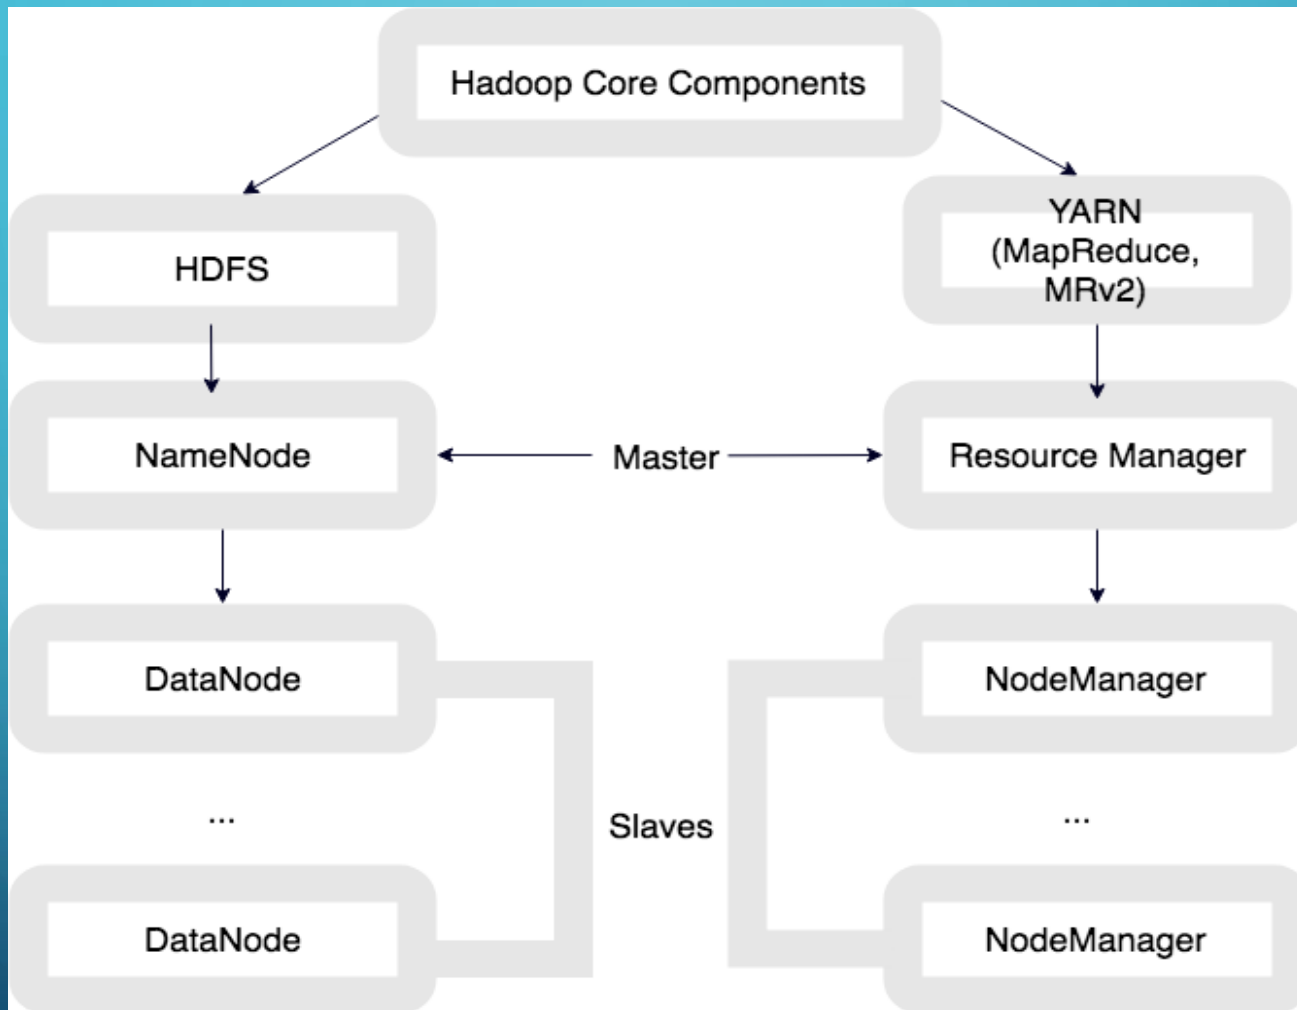 Hadoop Core Components
HDFS
YARN
(MapReduce,
MRv2)
NameNode
Master
Resource Manager
DataNode
NodeManager
...
Slaves
...
DataNode
NodeManager